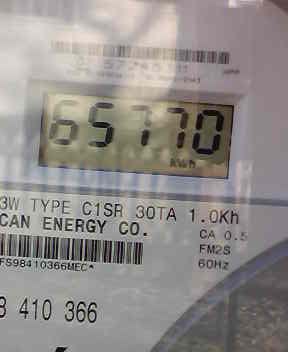 65770
kWh
3W TYPE C1SR 30TA 1.0Kh
CAN ENERGY CO.
CA 0.5
FM2S
60Hz
FS98410366MEC*
8 410 366